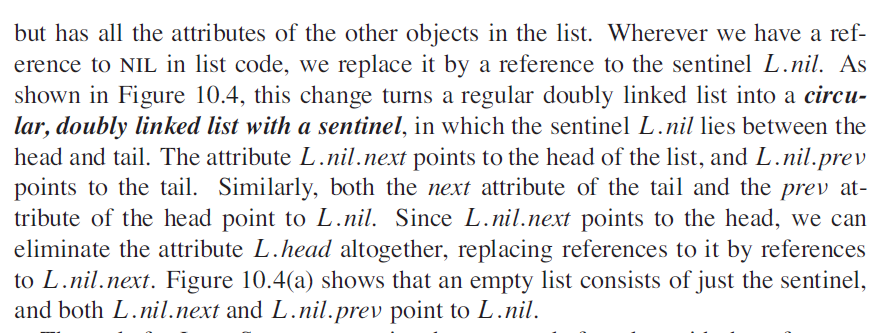 but has all the attributes of the other objects in the list. Wherever we have a ref-
erence to NIL in list code, we replace it by a reference to the sentinel L.nil. As
shown in Figure 10.4, this change turns a regular doubly linked list into a circu-
lar, doubly linked list with a sentinel, in which the sentinel L.nil lies between the
head and tail. The attribute L.nil.next points to the head of the list, and L.nil.prev
points to the tail. Similarly, both the next attribute of the tail and the prev at-
tribute of the head point to L.nil. Since L.nil.next points to the head, we can
eliminate the attribute L.head altogether, replacing references to it by references
to L.nil.next. Figure 10.4(a) shows that an empty list consists of just the sentinel,
and both L.nil.next and L.nil.prev point to L.nil.